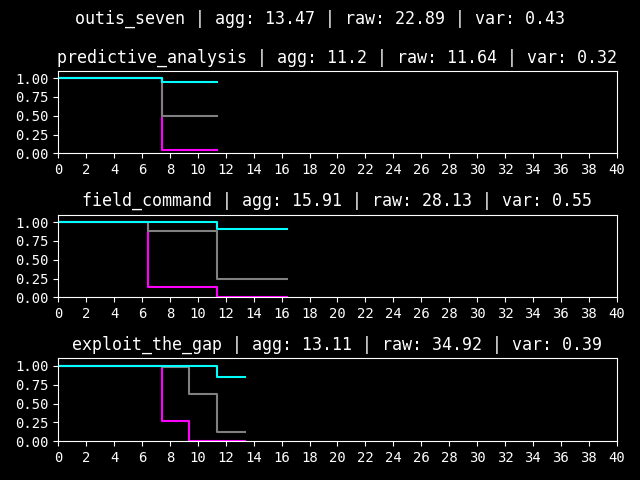 outis_seven | agg: 13.47 | raw: 22.89 | var: 0.43
predictive_analysis | agg: 11.2 | raw: 11.64 | var: 0.32
1.00
0.75
0.50
0.25
0.00
0 2 4 6 8 10 12 14 16 18 20 22 24 26 28 30 32 34 36 38 40
field_command | agg: 15.91 | raw: 28.13 | var: 0.55
1.00
0.75
0.50
0.25
0.00
0 2 4 6 8 10 12 14 16 18 20 22 24 26 28 30 32 34 36 38 40
exploit_the_gap | agg: 13.11 | raw: 34.92 | var: 0.39
1.00
0.75
0.50
0.25
0.00
0 2 4 6 8 10 12 14 16 18 20 22 24 26 28 30 32 34 36 38 40